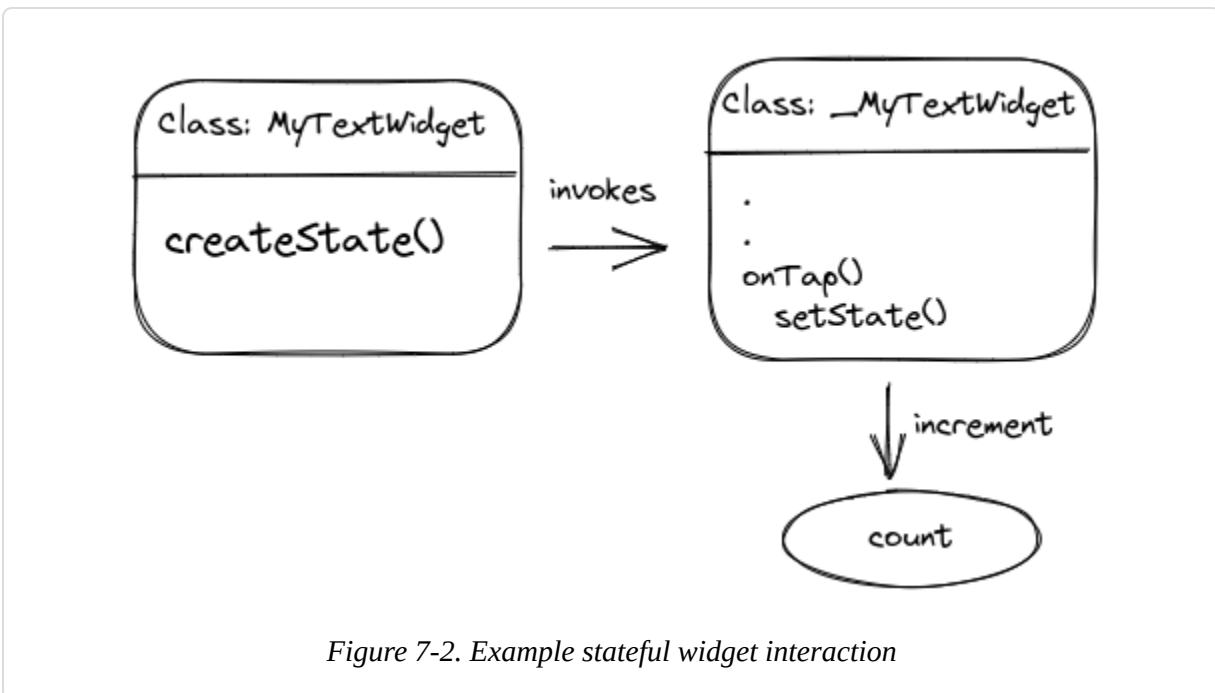 Class: MyTextWidget
createState()
invokes
Class: _MyTextWidget
.
.
onTap()
setState()
increment
count
Figure 7-2. Example stateful widget interaction